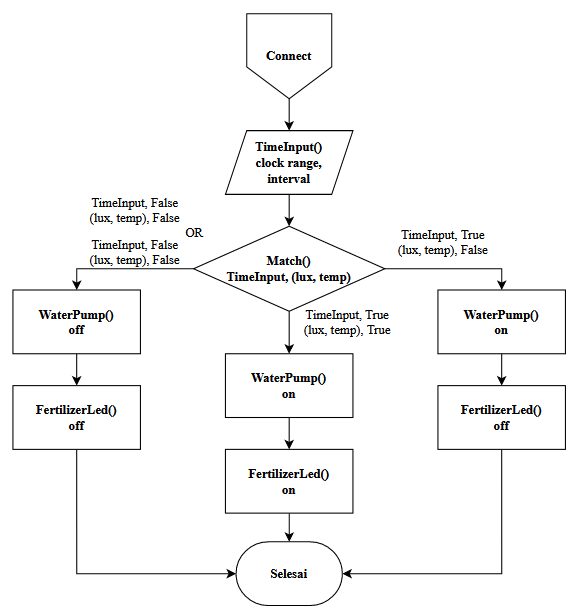 Connect
TimeInput()
clock range,
interval
TimeInput, False
(lux, temp), False
OR
TimeInput, False
(lux, temp), False
Match()
TimeInput, (lux, temp)
TimeInput, True
(lux, temp), False
TimeInput, True
(lux, temp), True
WaterPump()
off
WaterPump()
on
WaterPump()
on
FertilizerLed()
off
FertilizerLed()
on
FertilizerLed()
off
Selesai